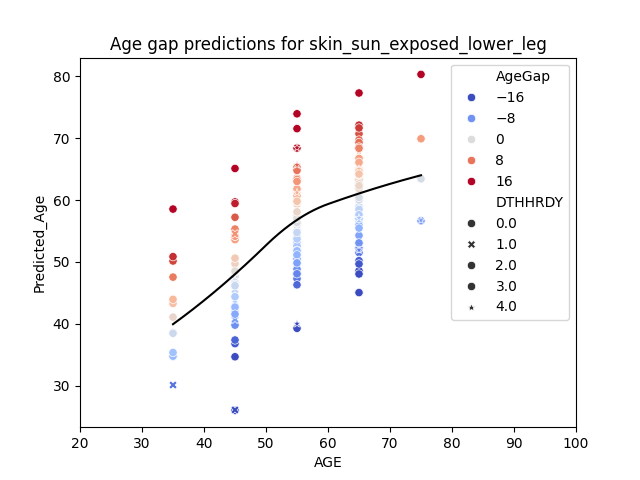 Age gap predictions for skin_sun_exposed_lower_leg
Predicted_Age
80
70
60
50
40
30
20 30 40 50 60 70 80 90 100
AGE
AgeGap
−16
−8
0
8
16
DTHHRDY
0.0
1.0
2.0
3.0
4.0